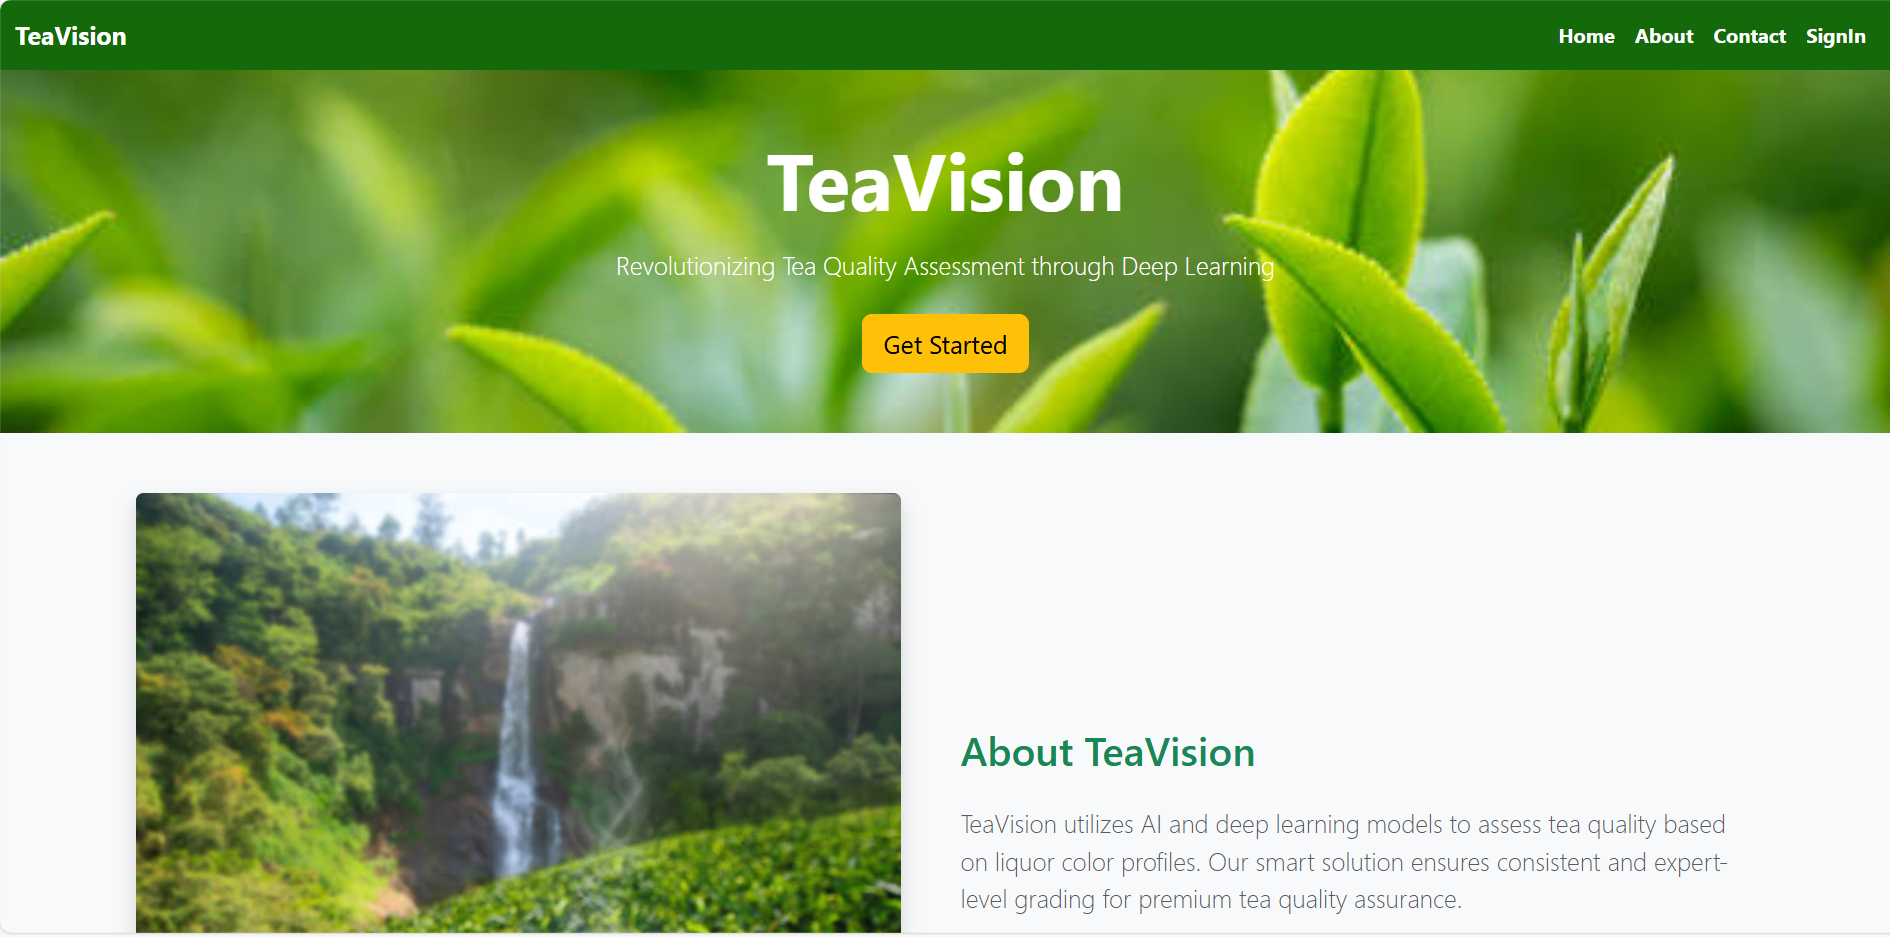 TeaVision
Home About Contact SignIn
TeaVision
Revolutionizing Tea Quality Assessment through Deep Learning
Get Started
About TeaVision
TeaVision utilizes AI and deep learning models to assess tea quality based
on liquor color profiles. Our smart solution ensures consistent and expert-
level grading for premium tea quality assurance.